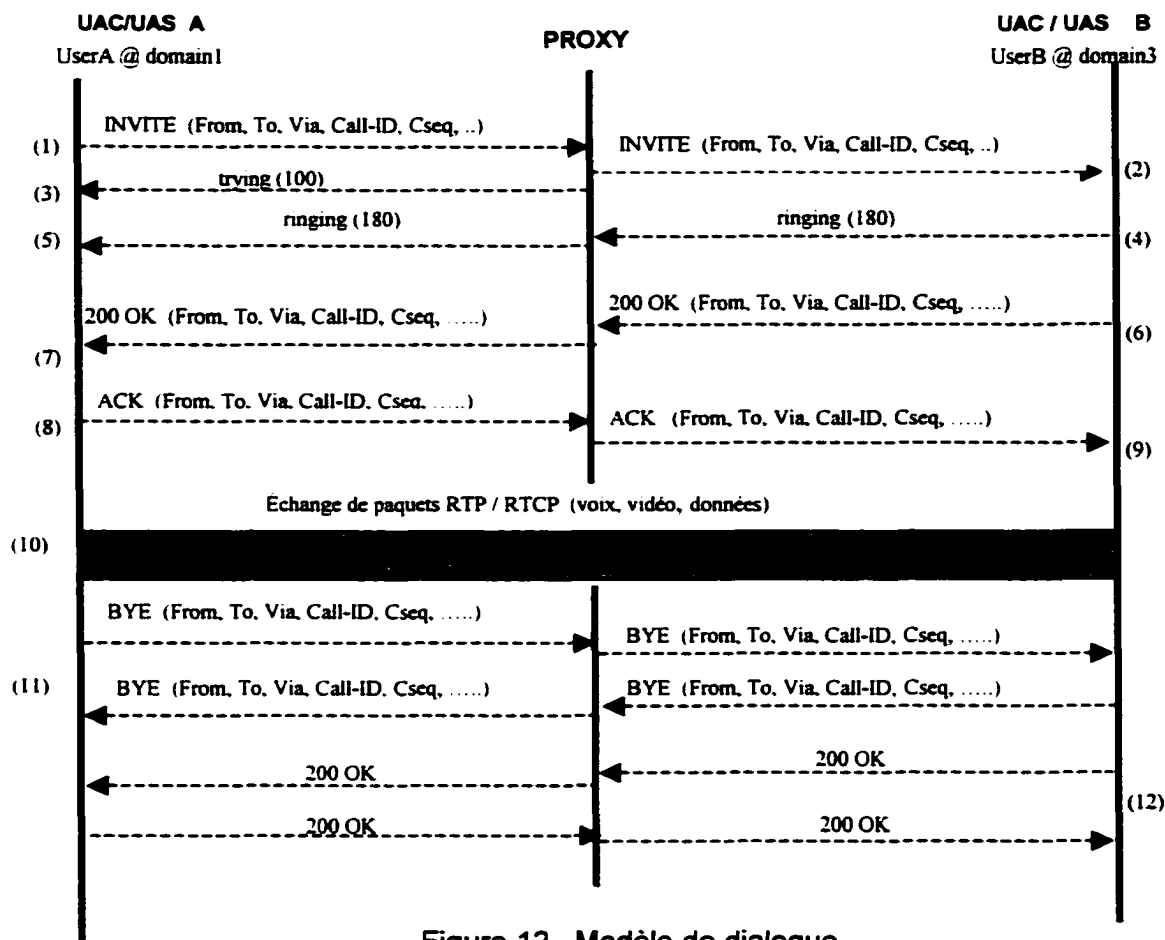 UAC/UAS A
UserA @ domain1
PROXY
UAC / UAS B
UserB @ domain3
INVITE (From, To, Via, Call-ID, Cseq, ..)
(1)
INVITE (From, To, Via, Call-ID, Cseq, ..)
(2)
trying (100)
(3)
ringing (180)
(5)
ringing (180)
(4)
200 OK (From, To, Via, Call-ID, Cseq, .....)
(7)
200 OK (From, To, Via, Call-ID, Cseq, .....)
(6)
ACK (From, To, Via, Call-ID, Cseq, .....)
(8)
ACK (From, To, Via, Call-ID, Cseq, .....)
(9)
Échange de paquets RTP / RTCP (voix, vidéo, données)
(10)
BYE (From, To, Via, Call-ID, Cseq, .....)
BYE (From, To, Via, Call-ID, Cseq, .....)
(11)
BYE (From, To, Via, Call-ID, Cseq, .....)
BYE (From, To, Via, Call-ID, Cseq, .....)
200 OK
200 OK
(12)
200 OK
200 OK
Figure 12 Modèle de dialogue